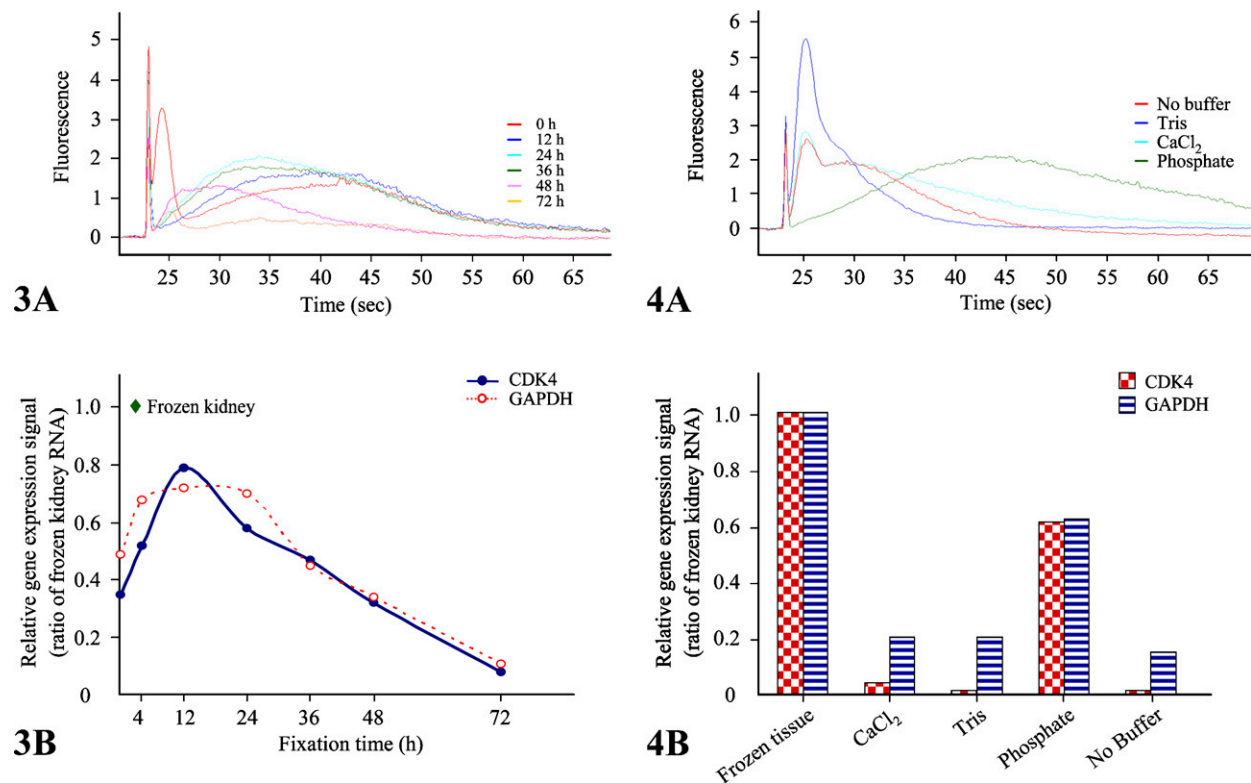 5
4
3
2
1
0
Fluorescence
0 h
12 h
24 h
36 h
48 h
72 h
25 30 35 40 45 50 55 60 65
Time (sec)
3A
6
5
4
3
2
1
0
Fluorescence
No buffer
Tris
CaCl₂
Phosphate
25 30 35 40 45 50 55 60 65
Time (sec)
4A
CDK4
GAPDH
Frozen kidney
1.0
0.8
0.6
0.4
0.2
0
Relative gene expression signal
(ratio of frozen kidney RNA)
4 12 24 36 48 72
Fixation time (h)
3B
CDK4
GAPDH
1.0
0.8
0.6
0.4
0.2
0
Relative gene expression signal
(ratio of frozen kidney RNA)
Frozen tissue
CaCl₂
Tris
Phosphate
No Buffer
4B